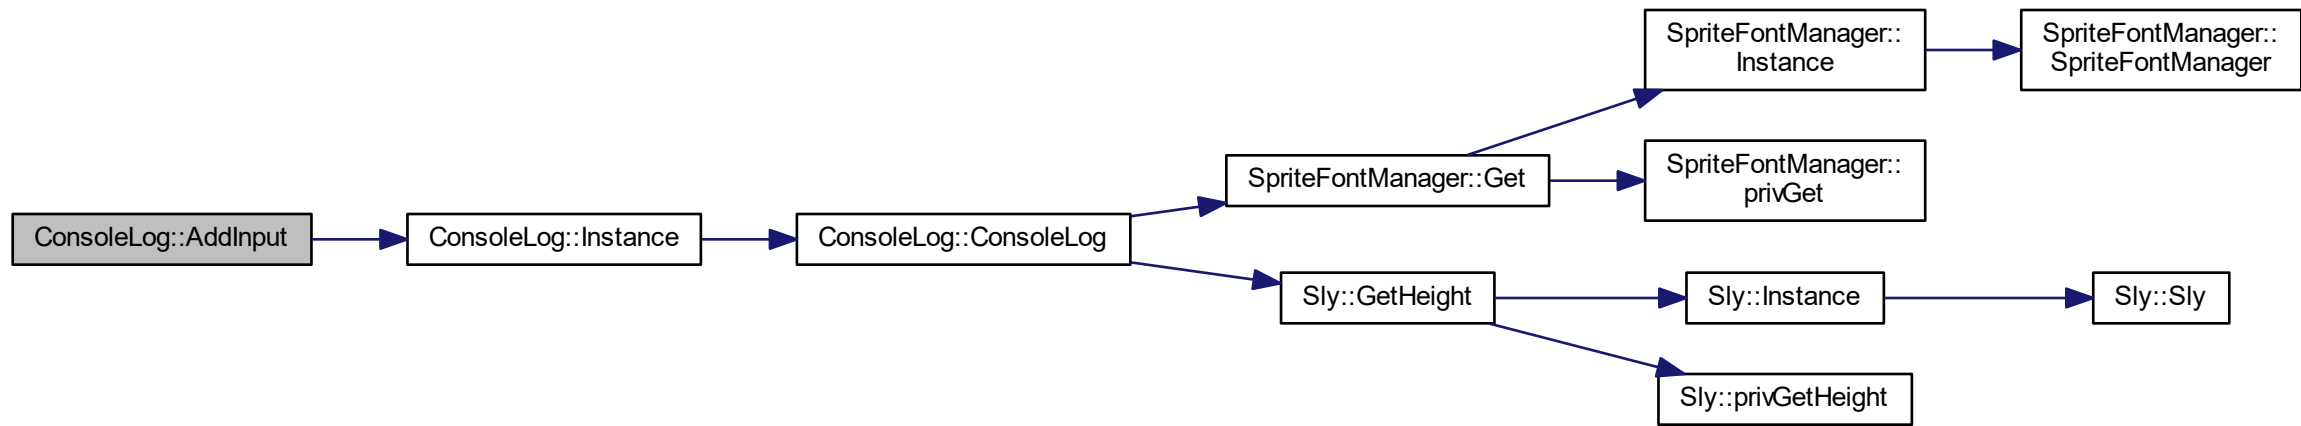 SpriteFontManager::
Instance
SpriteFontManager::
SpriteFontManager
SpriteFontManager::Get
SpriteFontManager::
privGet
ConsoleLog::AddInput
ConsoleLog::Instance
ConsoleLog::ConsoleLog
Sly::GetHeight
Sly::Instance
Sly::Sly
Sly::privGetHeight